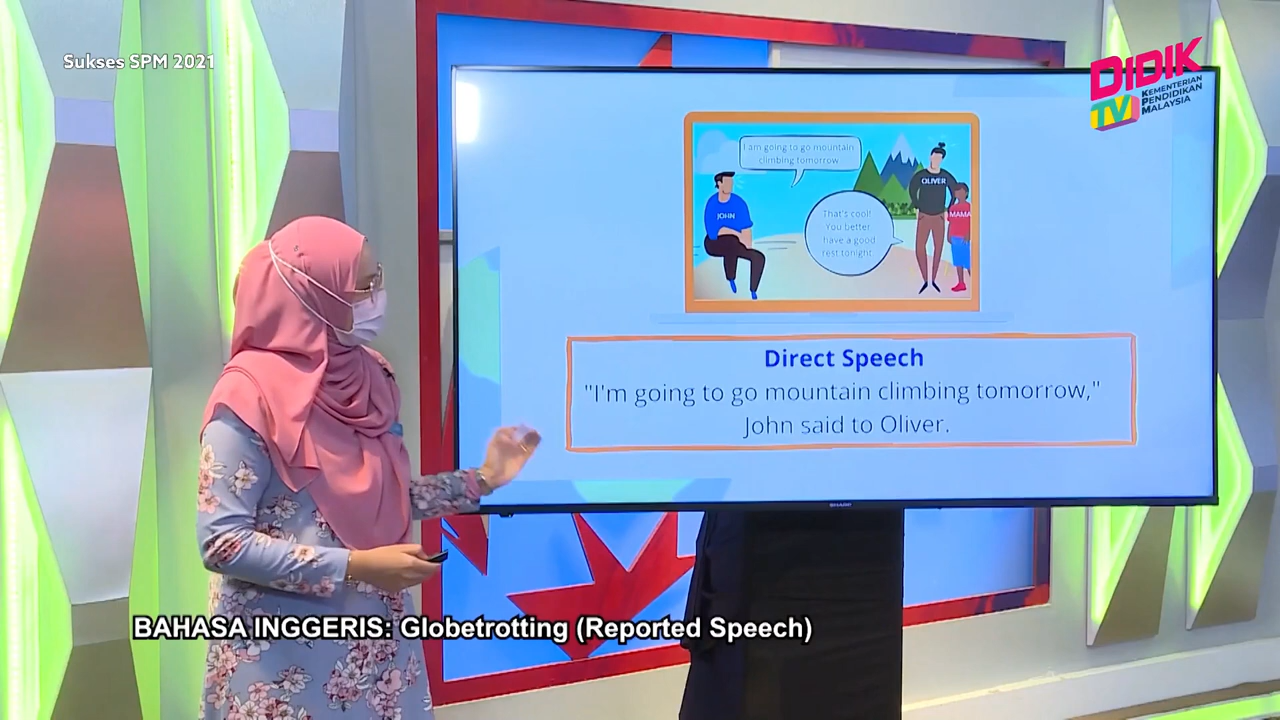 Sukses SPM 2021
DIDIK
TV
KEMENTERIAN
PENDIDIKAN
MALAYSIA
I am going to go mountain
climbing tomorrow
JOHN
OLIVER
MAMA
That's cool!
You better
have a good
rest tonight
Direct Speech
"I'm going to go mountain climbing tomorrow,"
John said to Oliver.
SHARP
BAHASA INGGERIS: Globetrotting (Reported Speech)